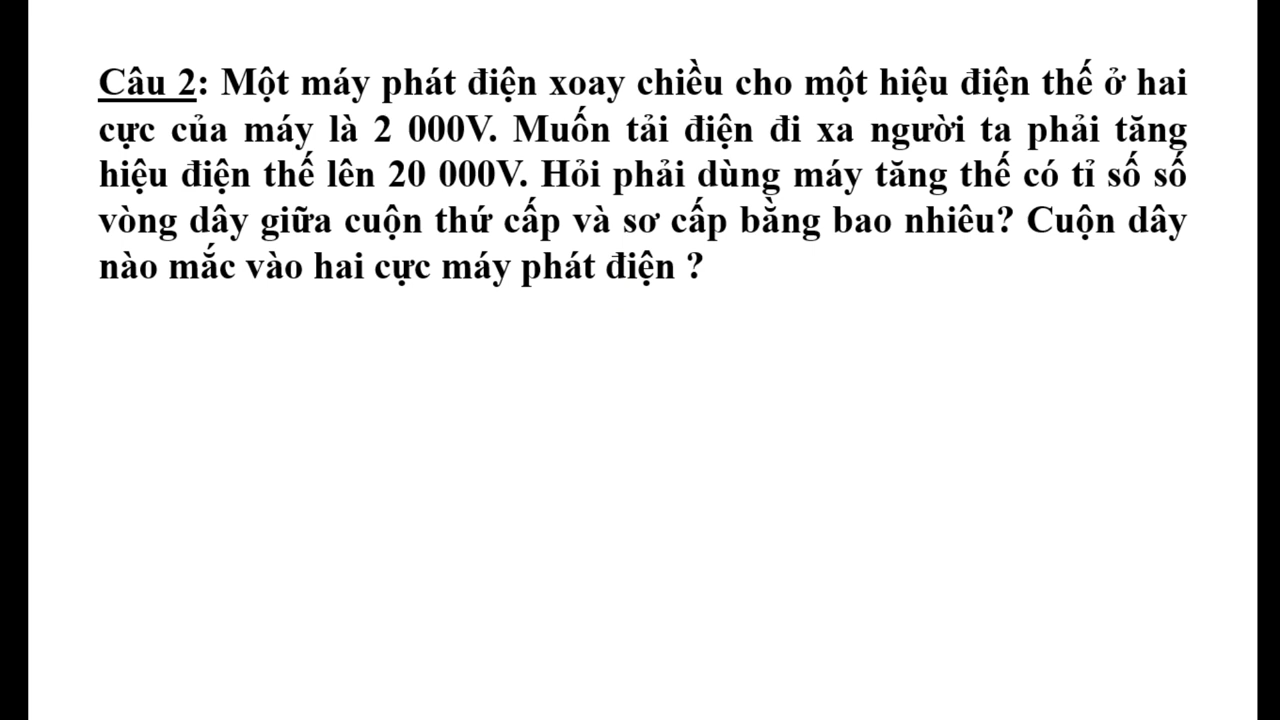 Câu 2: Một máy phát điện xoay chiều cho một hiệu điện thế ở hai
cực của máy là 2 000V. Muốn tải điện đi xa người ta phải tăng
hiệu điện thế lên 20 000V. Hỏi phải dùng máy tăng thế có tỉ số số
vòng dây giữa cuộn thứ cấp và sơ cấp bằng bao nhiêu? Cuộn dây
nào mắc vào hai cực máy phát điện ?